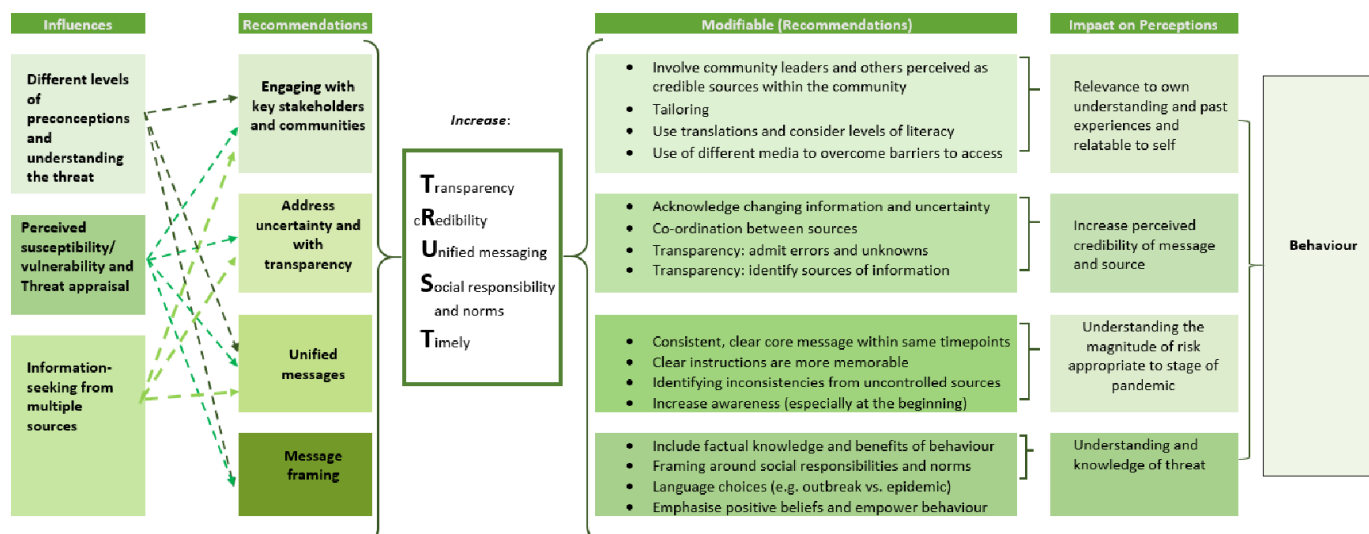 Influences
Recommendations
Modifiable (Recommendations)
Impact on Perceptions
Different levels
of
preconceptions
and
understanding
the threat
Perceived
susceptibility/
vulnerability and
Threat appraisal
Information-
seeking from
multiple
sources
Engaging with
key stakeholders
and communities
Address
uncertainty and
with
transparency
Unified
messages
Message
framing
Increase:
Transparency
cRedibility
Unified messaging
Social responsibility
and norms
Timely
• Involve community leaders and others perceived as
credible sources within the community
• Tailoring
• Use translations and consider levels of literacy
• Use of different media to overcome barriers to access
• Acknowledge changing information and uncertainty
• Co-ordination between sources
• Transparency: admit errors and unknowns
• Transparency: identify sources of information
• Consistent, clear core message within same timepoints
• Clear instructions are more memorable
• Identifying inconsistencies from uncontrolled sources
• Increase awareness (especially at the beginning)
• Include factual knowledge and benefits of behaviour
• Framing around social responsibilities and norms
• Language choices (e.g. outbreak vs. epidemic)
• Emphasise positive beliefs and empower behaviour
Relevance to own
understanding and past
experiences and
relatable to self
Increase perceived
credibility of message
and source
Understanding the
magnitude of risk
appropriate to stage of
pandemic
Understanding and
knowledge of threat
Behaviour